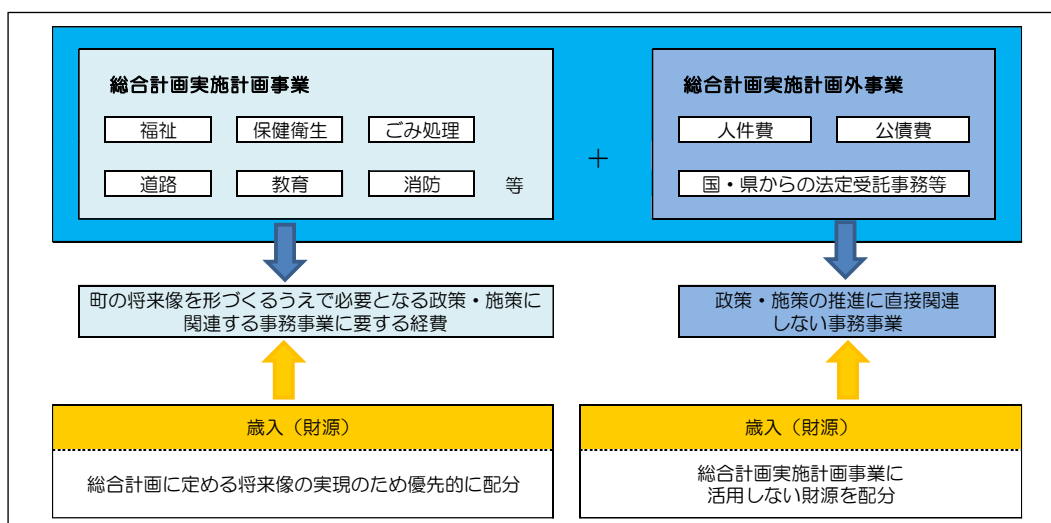 総合計画実施計画事業
福祉
保健衛生
ごみ処理
道路
教育
消防
等
+
総合計画実施計画外事業
人件費
公債費
国・県からの法定受託事務等
町の将来像を形づくるうえで必要となる政策・施策に
関連する事務事業に要する経費
政策・施策の推進に直接関連
しない事務事業
歳入（財源）
総合計画に定める将来像の実現のため優先的に配分
歳入（財源）
総合計画実施計画事業に
活用しない財源を配分